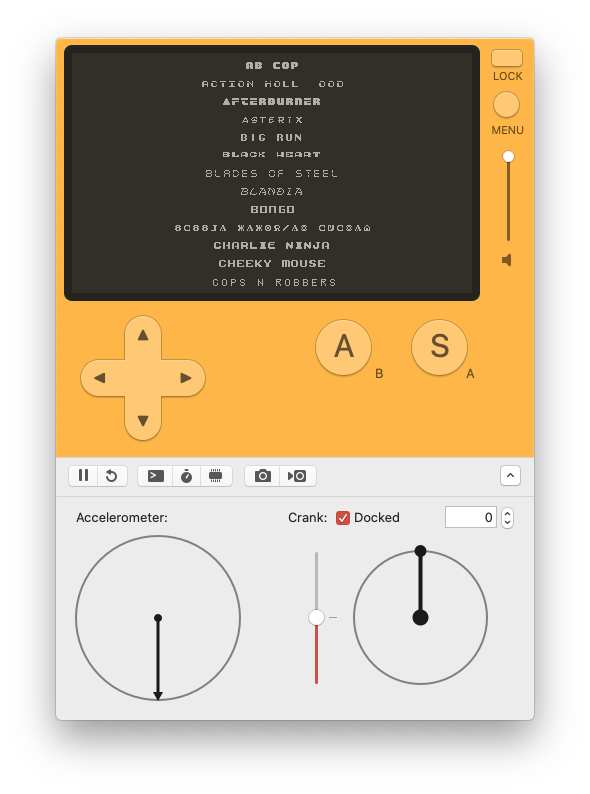 AB COP
LOCK
ACTION HOLL OOD
AFTERBURNER
ASTERIX
MENU
BIG RUN
BLACK HEART
BLADES OF STEEL
BLANDIA
BONGO
CHARLIE NINJA
CHEEKY MOUSE
COPS N ROBBERS
A
B
S
A
Accelerometer:
Crank:
Docked
0